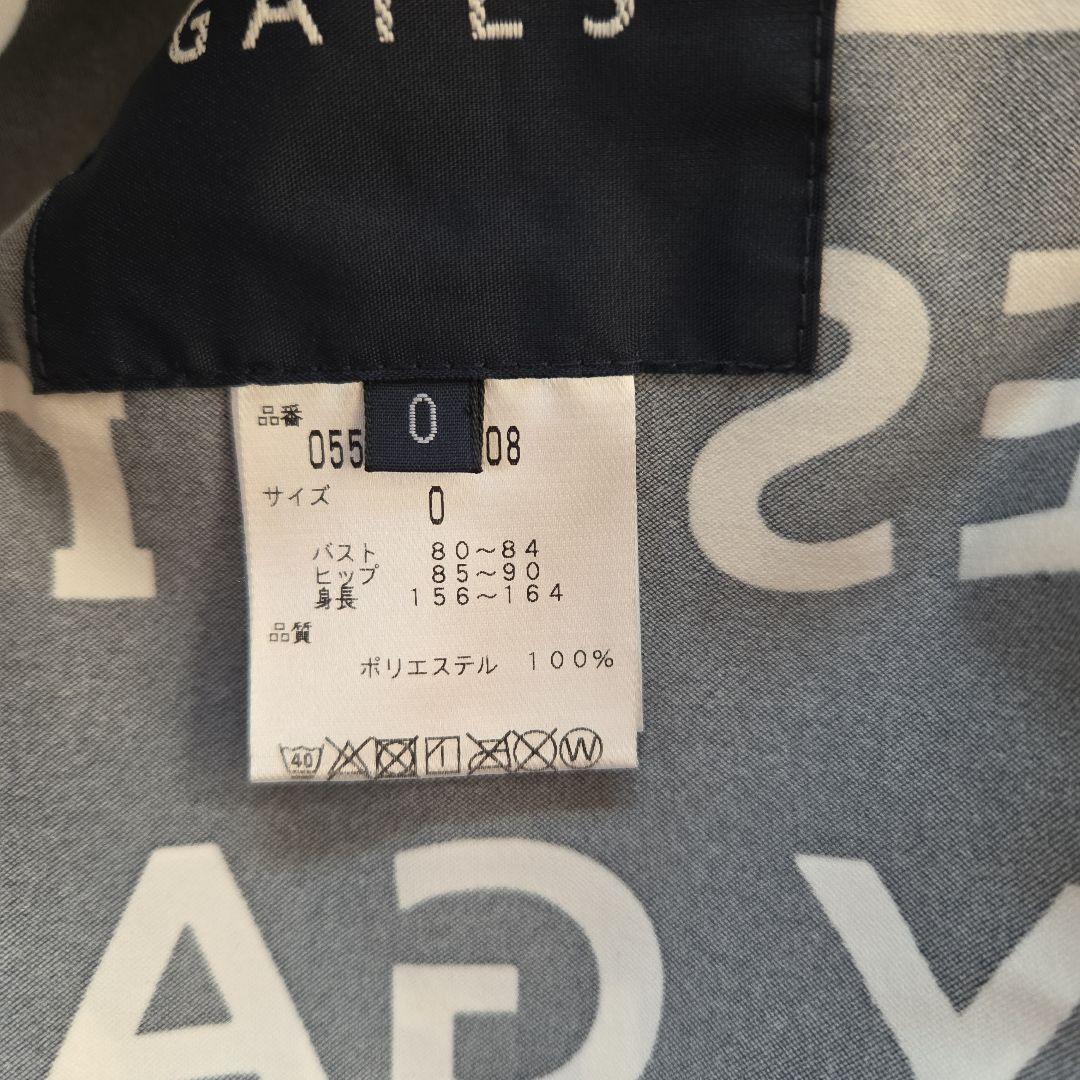 GATES
品番
0
055 08
サイズ 0
バスト 80～84
ヒップ 85～90
身長 156～164
品質
ポリエステル 100%
40
W